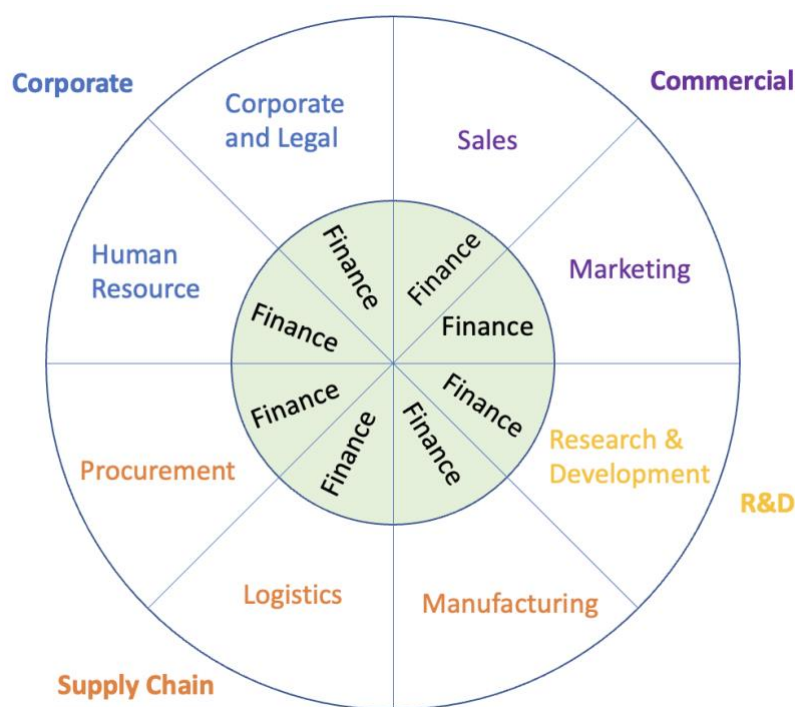 Corporate
Commercial
Corporate
and Legal
Sales
Human
Resource
Marketing
Finance
Finance
Finance
Finance
Finance
Finance
Finance
Finance
Procurement
Research &
Development
R&D
Logistics
Manufacturing
Supply Chain